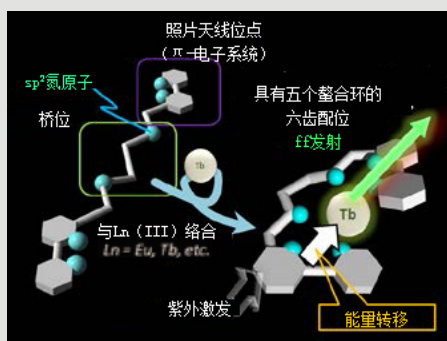 照片天线位点
（π-电子系统）
sp²氮原子
桥位
具有五个螯合环的
六齿配位
ff发射
Tb
Tb
与Ln（III）络合
Ln = Eu, Tb, etc.
紫外激发
能量转移